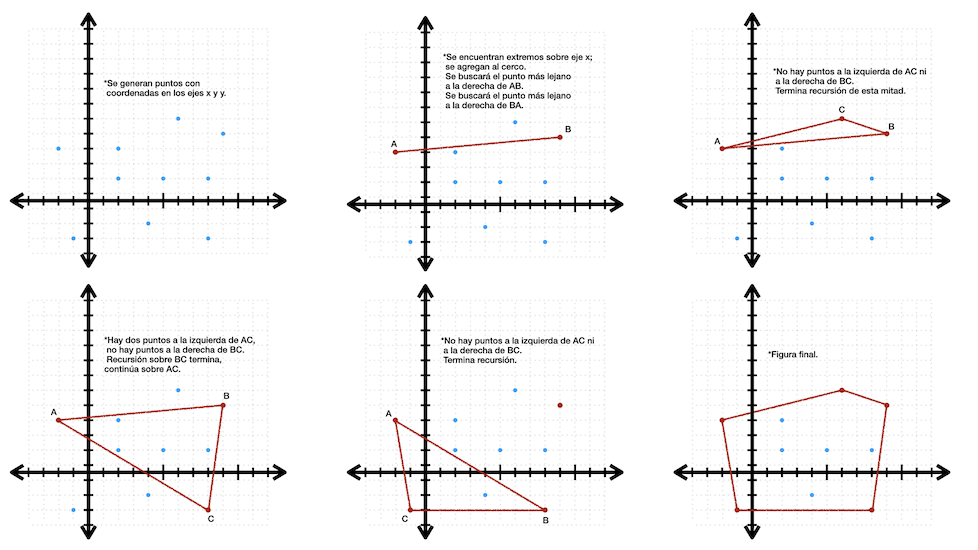 *Se generan puntos con
coordenadas en los ejes x y y.
*Se encuentran extremos sobre eje x;
se agregan al cerco.
Se buscará el punto más lejano
a la derecha de AB.
Se buscará el punto más lejano
a la derecha de BA.
A
B
*No hay puntos a la izquierda de AC ni
a la derecha de BC.
Termina recursión de esta mitad.
C
B
A
*Hay dos puntos a la izquierda de AC,
no hay puntos a la derecha de BC.
Recursión sobre BC termina,
continúa sobre AC.
B
A
C
*No hay puntos a la izquierda de AC ni
a la derecha de BC.
Termina recursión.
A
C
B
*Figura final.